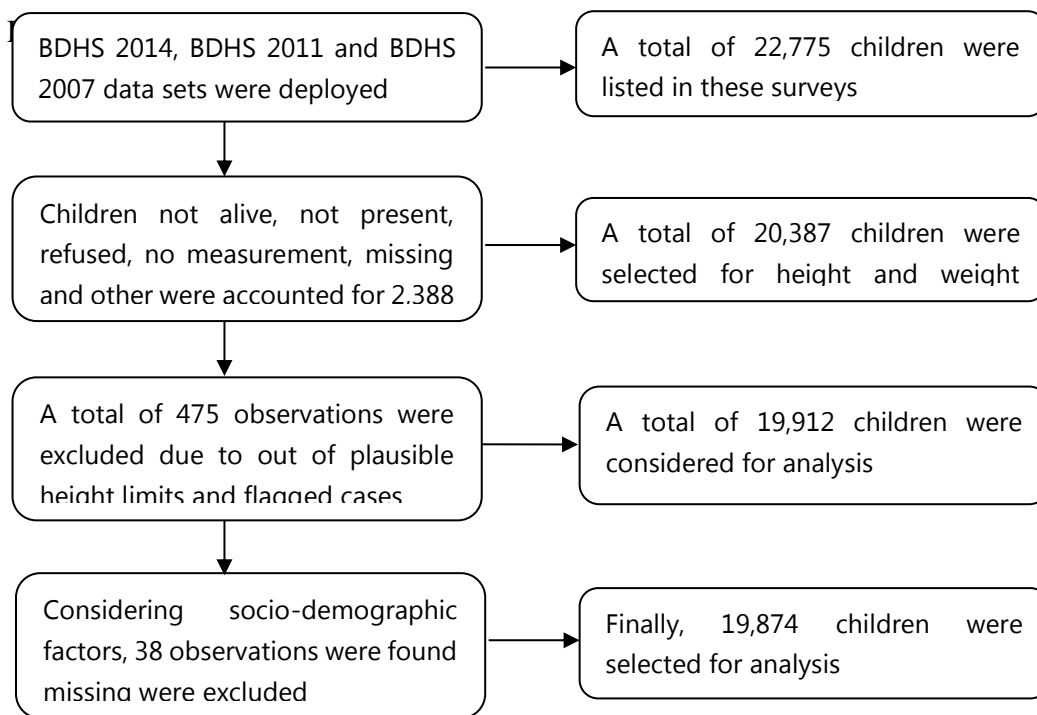 BDHS 2014, BDHS 2011 and BDHS
2007 data sets were deployed
A total of 22,775 children were
listed in these surveys
Children not alive, not present,
refused, no measurement, missing
and other were accounted for 2,388
A total of 20,387 children were
selected for height and weight
A total of 475 observations were
excluded due to out of plausible
height limits and flagged cases
A total of 19,912 children were
considered for analysis
Considering socio-demographic
factors, 38 observations were found
missing were excluded
Finally, 19,874 children were
selected for analysis